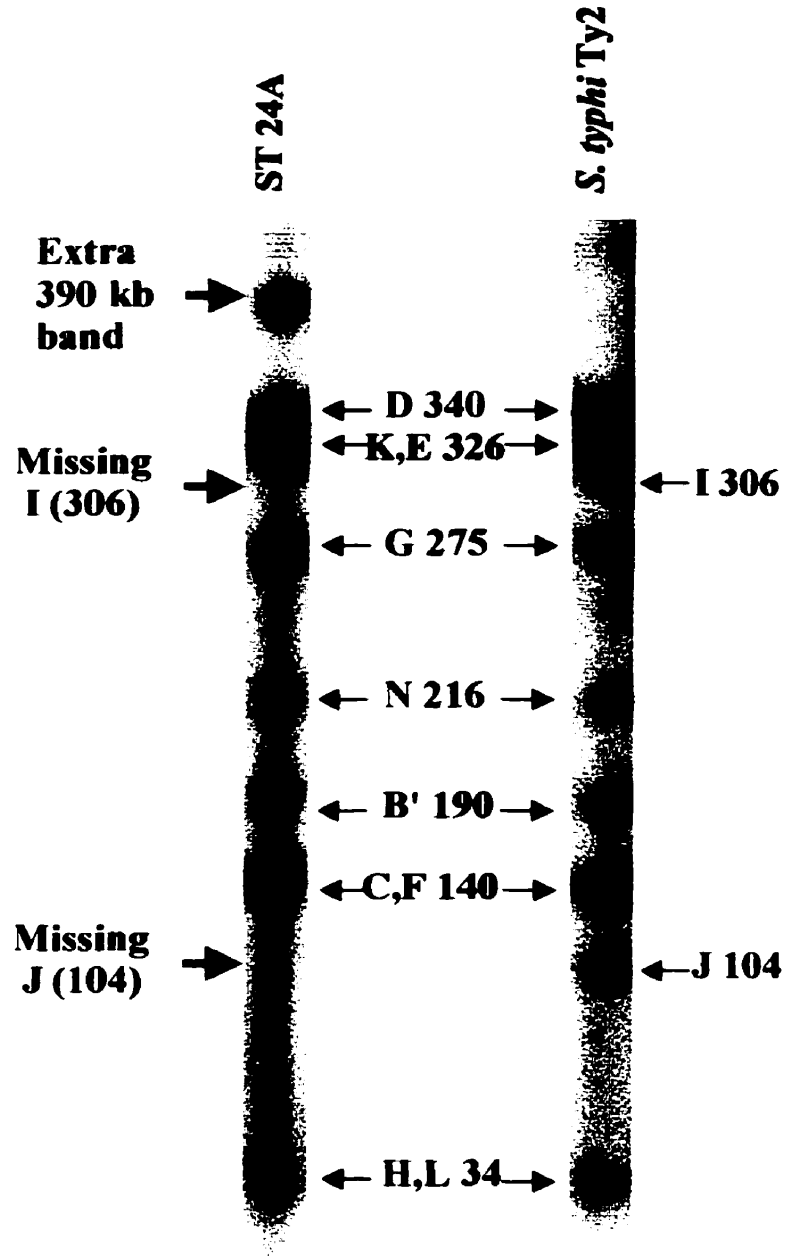 ST 24A
S. typhi Ty2
Extra
390 kb
band
D 340
K,E 326
Missing
I (306)
I 306
G 275
N 216
B' 190
C,F 140
Missing
J (104)
J 104
H,L 34